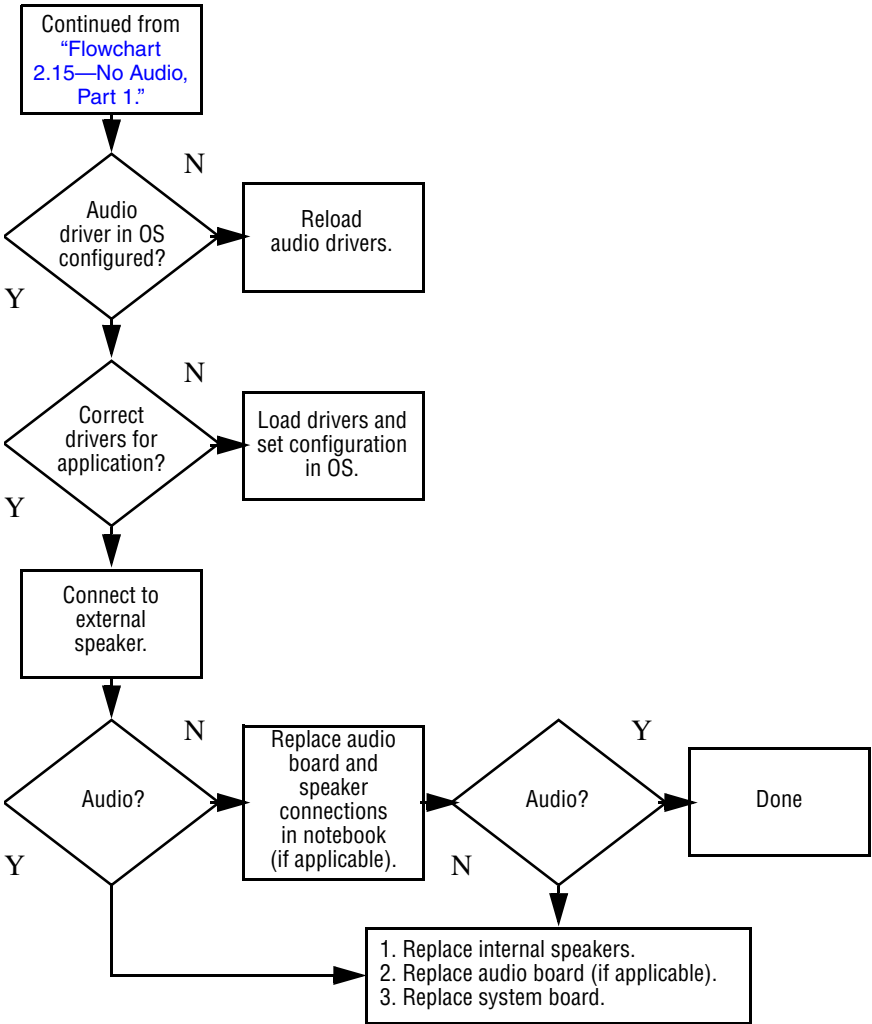 Continued from
“Flowchart
2.15—No Audio,
Part 1.”
N
Audio
driver in OS
configured?
Reload
audio drivers.
Y
N
Correct
drivers for
application?
Load drivers and
set configuration
in OS.
Y
Connect to
external
speaker.
N
Audio?
Replace audio
board and
speaker
connections
in notebook
(if applicable).
Y
Audio?
Done
Y
N
1. Replace internal speakers.
2. Replace audio board (if applicable).
3. Replace system board.